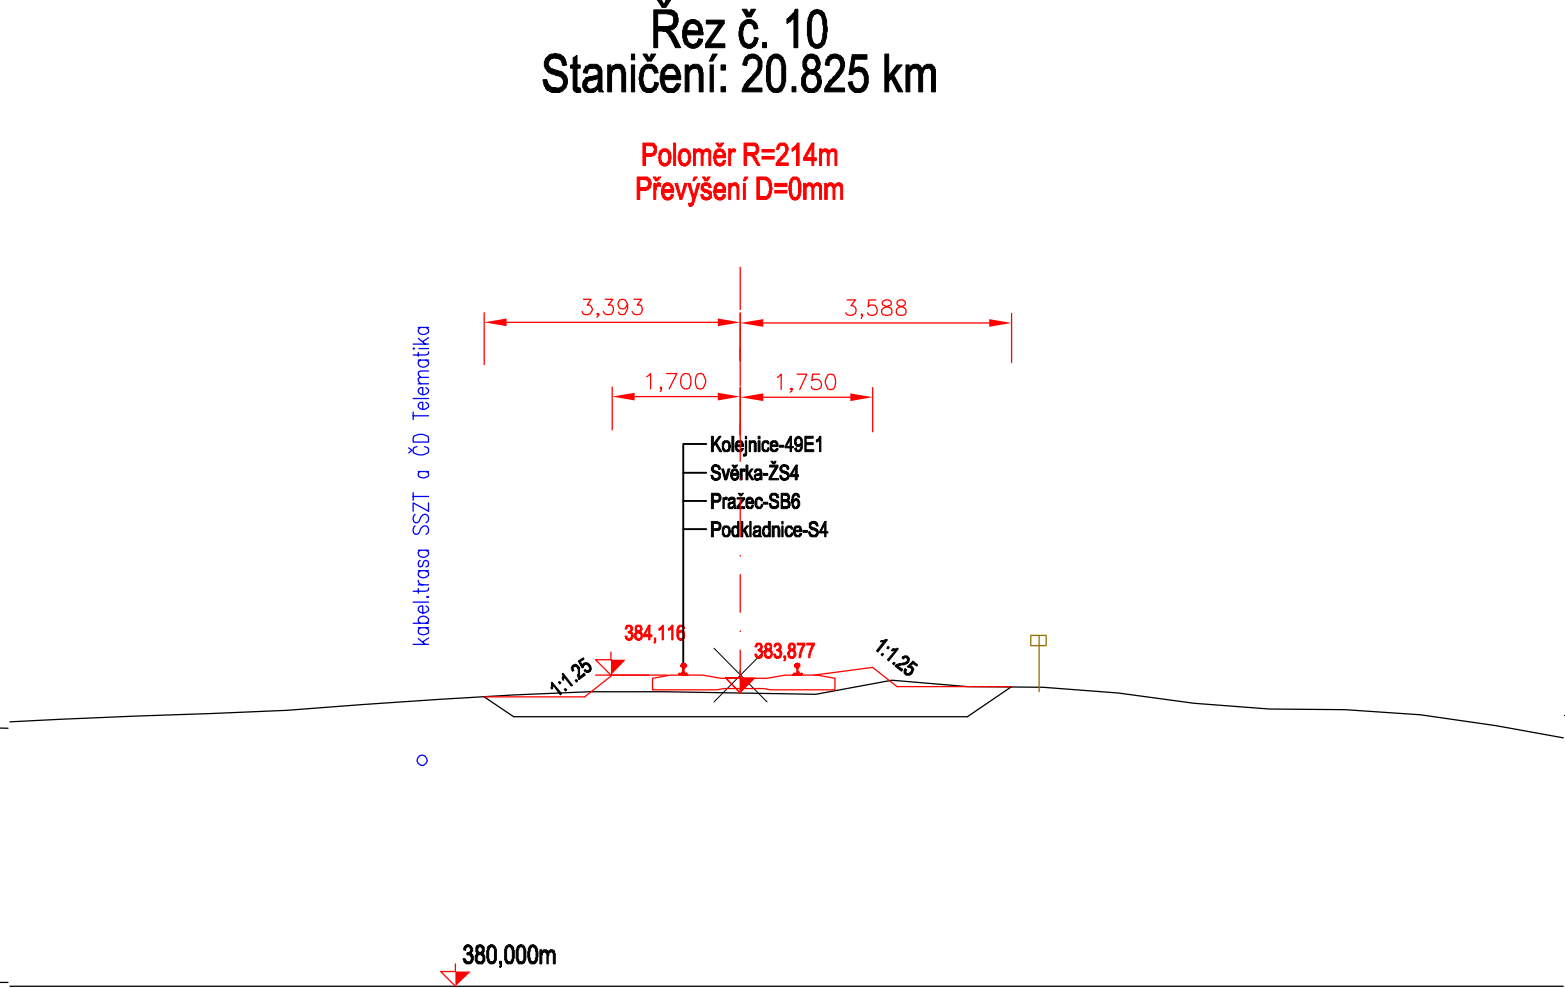 Řez č. 10
Staničení: 20.825 km
Poloměr R=214m
Převýšení D=0mm
3,393
3,588
1,700
1,750
kabel.trasa SSZT a ČD Telematika
Kolejnice-49E1
Svěrka-ŽS4
Pražec-SB6
Podkladnice-S4
384,116
383,877
1:1.25
1:1.25
380,000m